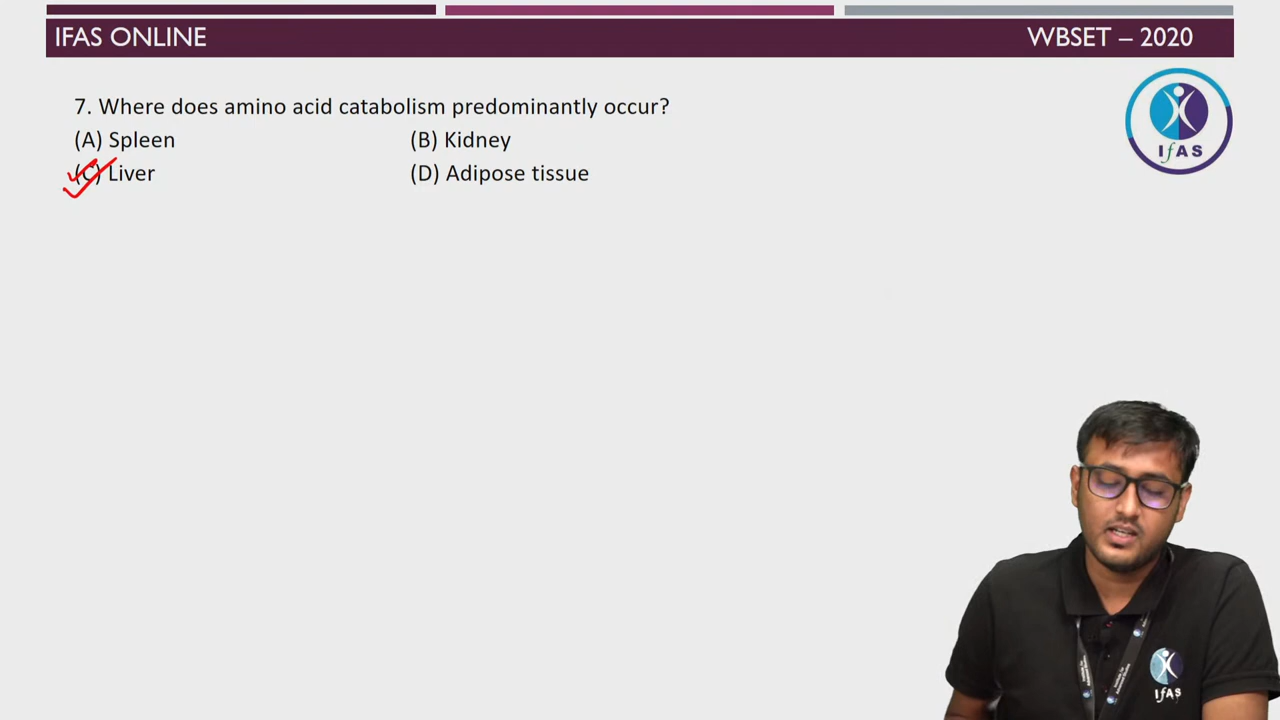 IFAS ONLINE
WBSET – 2020
7. Where does amino acid catabolism predominantly occur?
(A) Spleen (B) Kidney
(C) Liver (D) Adipose tissue
IfAS
IfAS